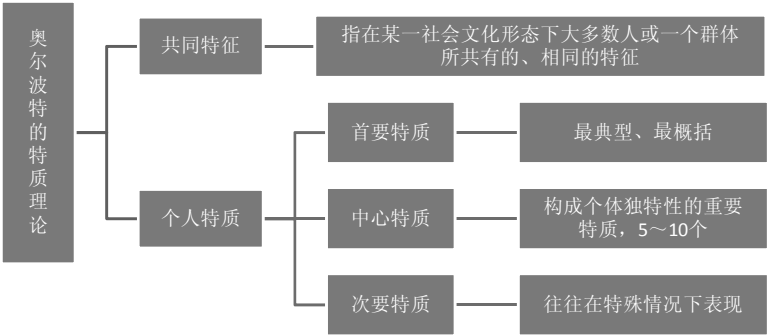 奥尔波特的特质理论
共同特征
指在某一社会文化形态下大多数人或一个群体
所共有的、相同的特征
个人特质
首要特质
最典型、最概括
中心特质
构成个体独特性的重要
特质，5～10个
次要特质
往往在特殊情况下表现